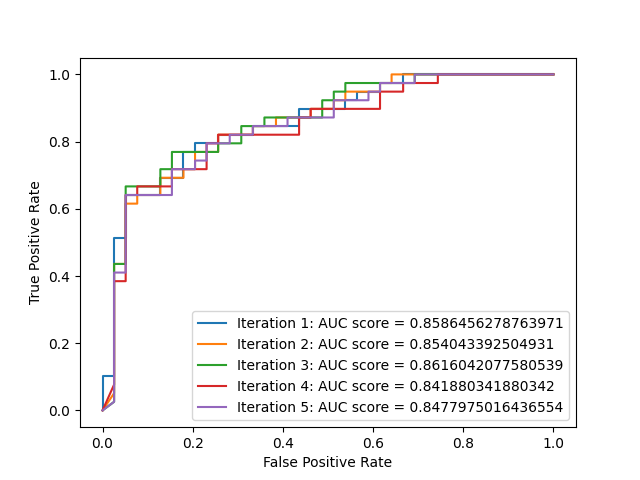 1.0
0.8
0.6
0.4
0.2
0.0
True Positive Rate
Iteration 1: AUC score = 0.8586456278763971
Iteration 2: AUC score = 0.854043392504931
Iteration 3: AUC score = 0.8616042077580539
Iteration 4: AUC score = 0.841880341880342
Iteration 5: AUC score = 0.8477975016436554
0.0 0.2 0.4 0.6 0.8 1.0
False Positive Rate